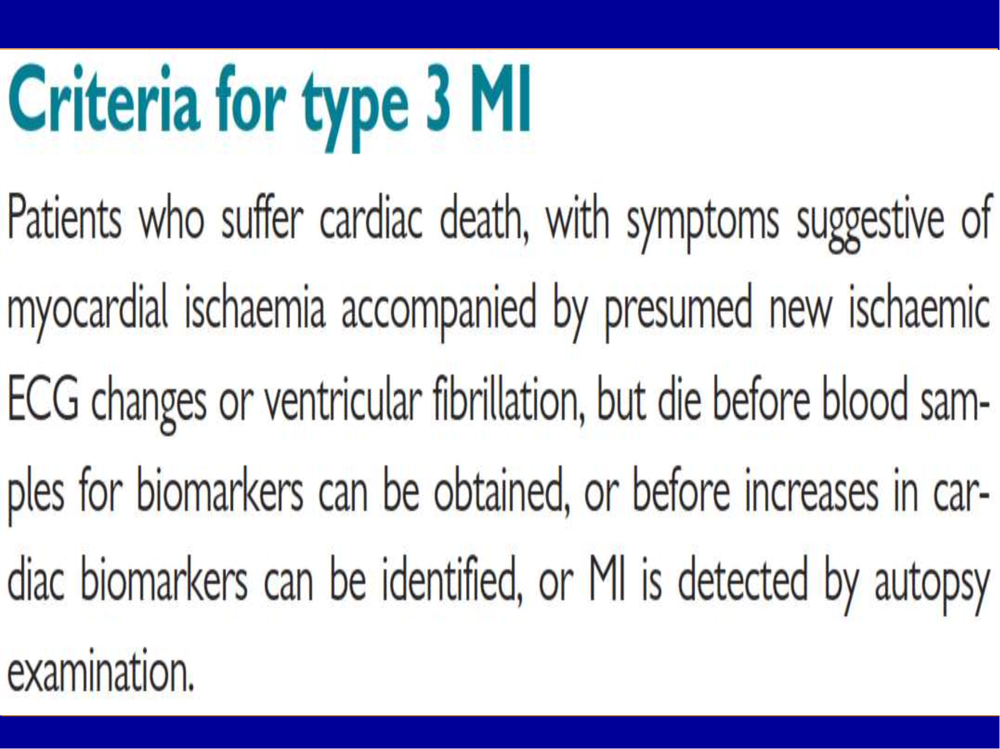 Criteria for type 3 MI
Patients who suffer cardiac death, with symptoms suggestive of
myocardial ischaemia accompanied by presumed new ischaemic
ECG changes or ventricular fibrillation, but die before blood sam-
ples for biomarkers can be obtained, or before increases in car-
diac biomarkers can be identified, or MI is detected by autopsy
examination.